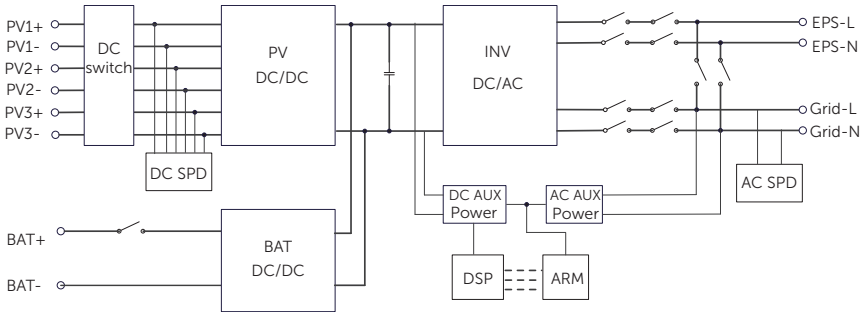 PV1+
PV1-
PV2+
PV2-
PV3+
PV3-
DC
switch
DC SPD
PV
DC/DC
INV
DC/AC
EPS-L
EPS-N
Grid-L
Grid-N
AC SPD
DC AUX
Power
AC AUX
Power
BAT+
BAT-
BAT
DC/DC
DSP
ARM